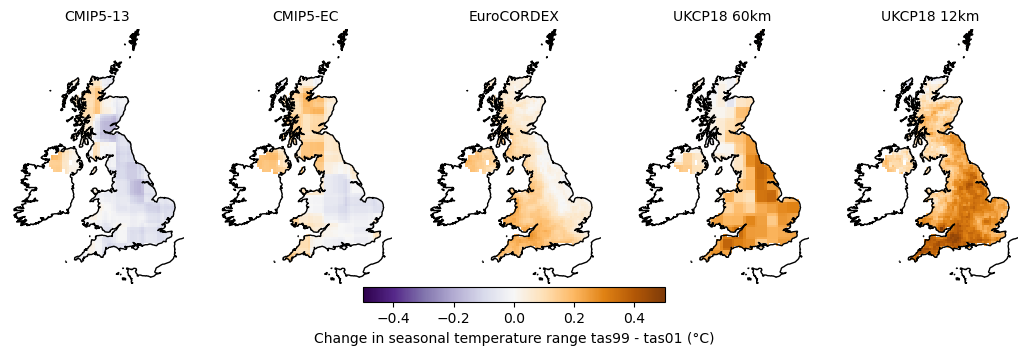 CMIP5-13 CMIP5-EC EuroCORDEX UKCP18 60km UKCP18 12km
−0.4 −0.2 0.0 0.2 0.4
Change in seasonal temperature range tas99 - tas01 (°C)